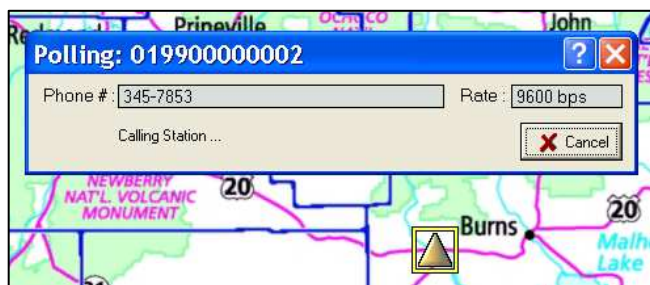 Prineville
John
Polling: 019900000002
Phone # : 345-7853
Rate : 9600 bps
Calling Station ...
Cancel
NEWBERRY
NAT'L. VOLCANIC
MONUMENT
20
20
Burns
Lake